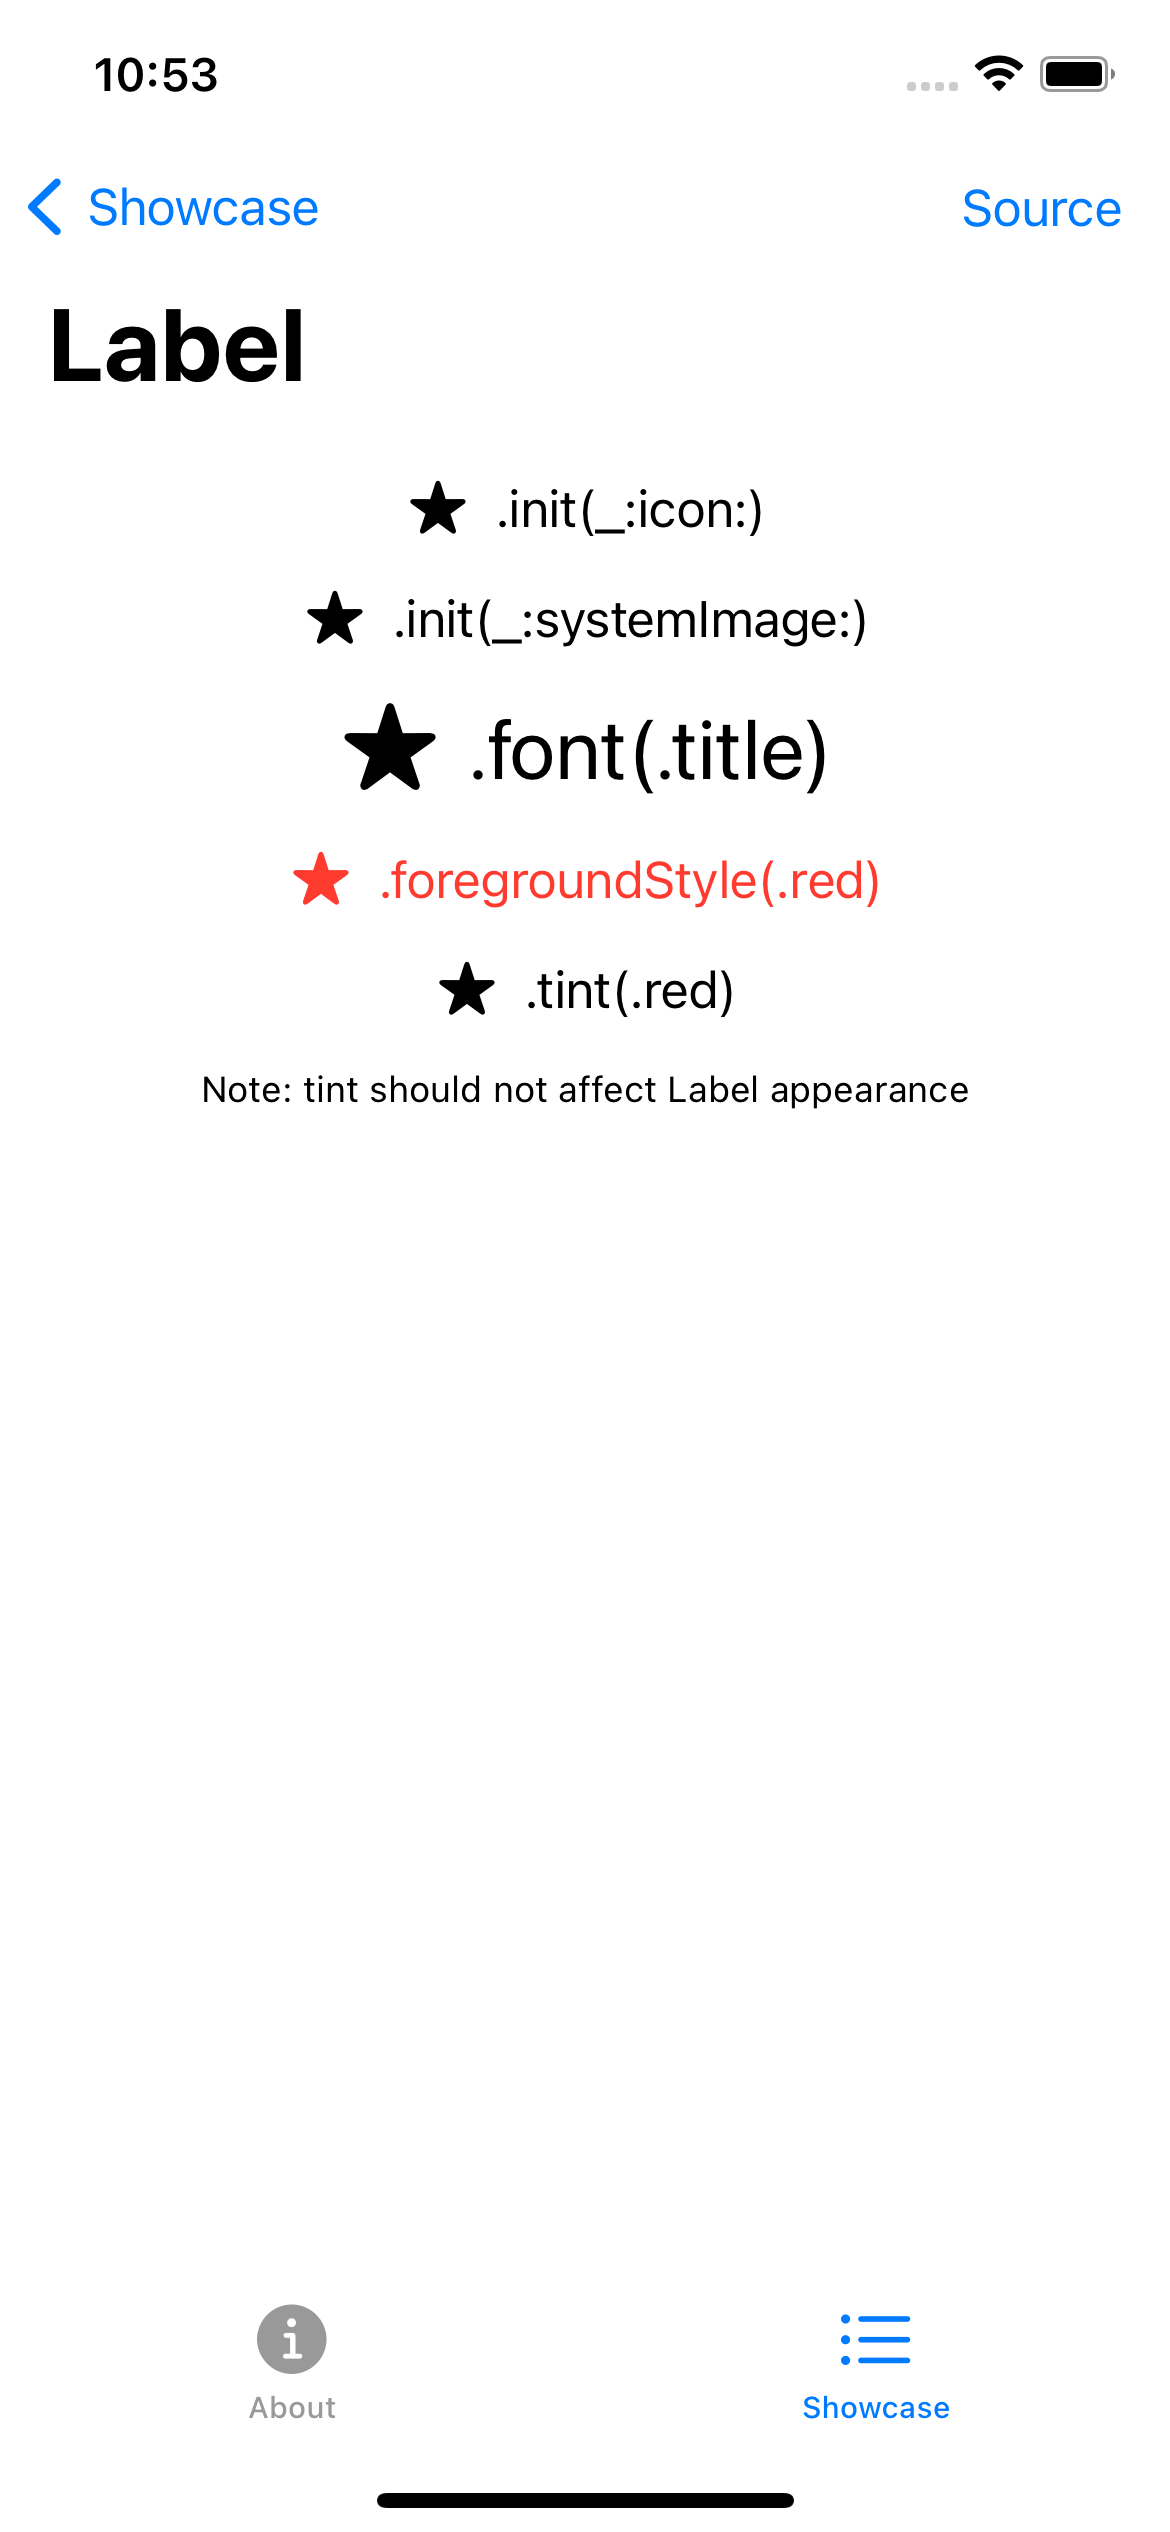 10:53
Showcase
Source
Label
.init(_:icon:)
.init(_:systemImage:)
.font(.title)
.foregroundStyle(.red)
.tint(.red)
Note: tint should not affect Label appearance
About
Showcase